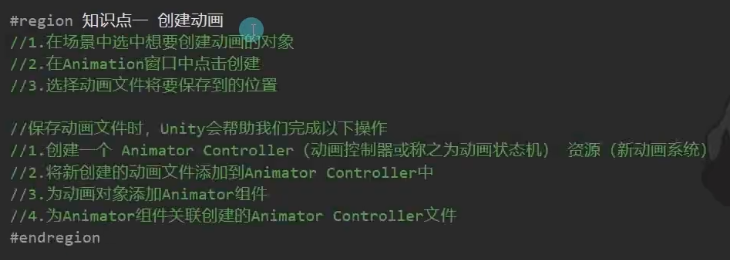 #region 知识点一 创建动画
//1.在场景中选中想要创建动画的对象
//2.在Animation窗口中点击创建
//3.选择动画文件将要保存到的位置
//保存动画文件时，Unity会帮助我们完成以下操作
//1.创建一个 Animator Controller（动画控制器或称之为动画状态机） 资源（新动画系统）
//2.将新创建的动画文件添加到Animator Controller中
//3.为动画对象添加Animator组件
//4.为Animator组件关联创建的Animator Controller文件
#endregion